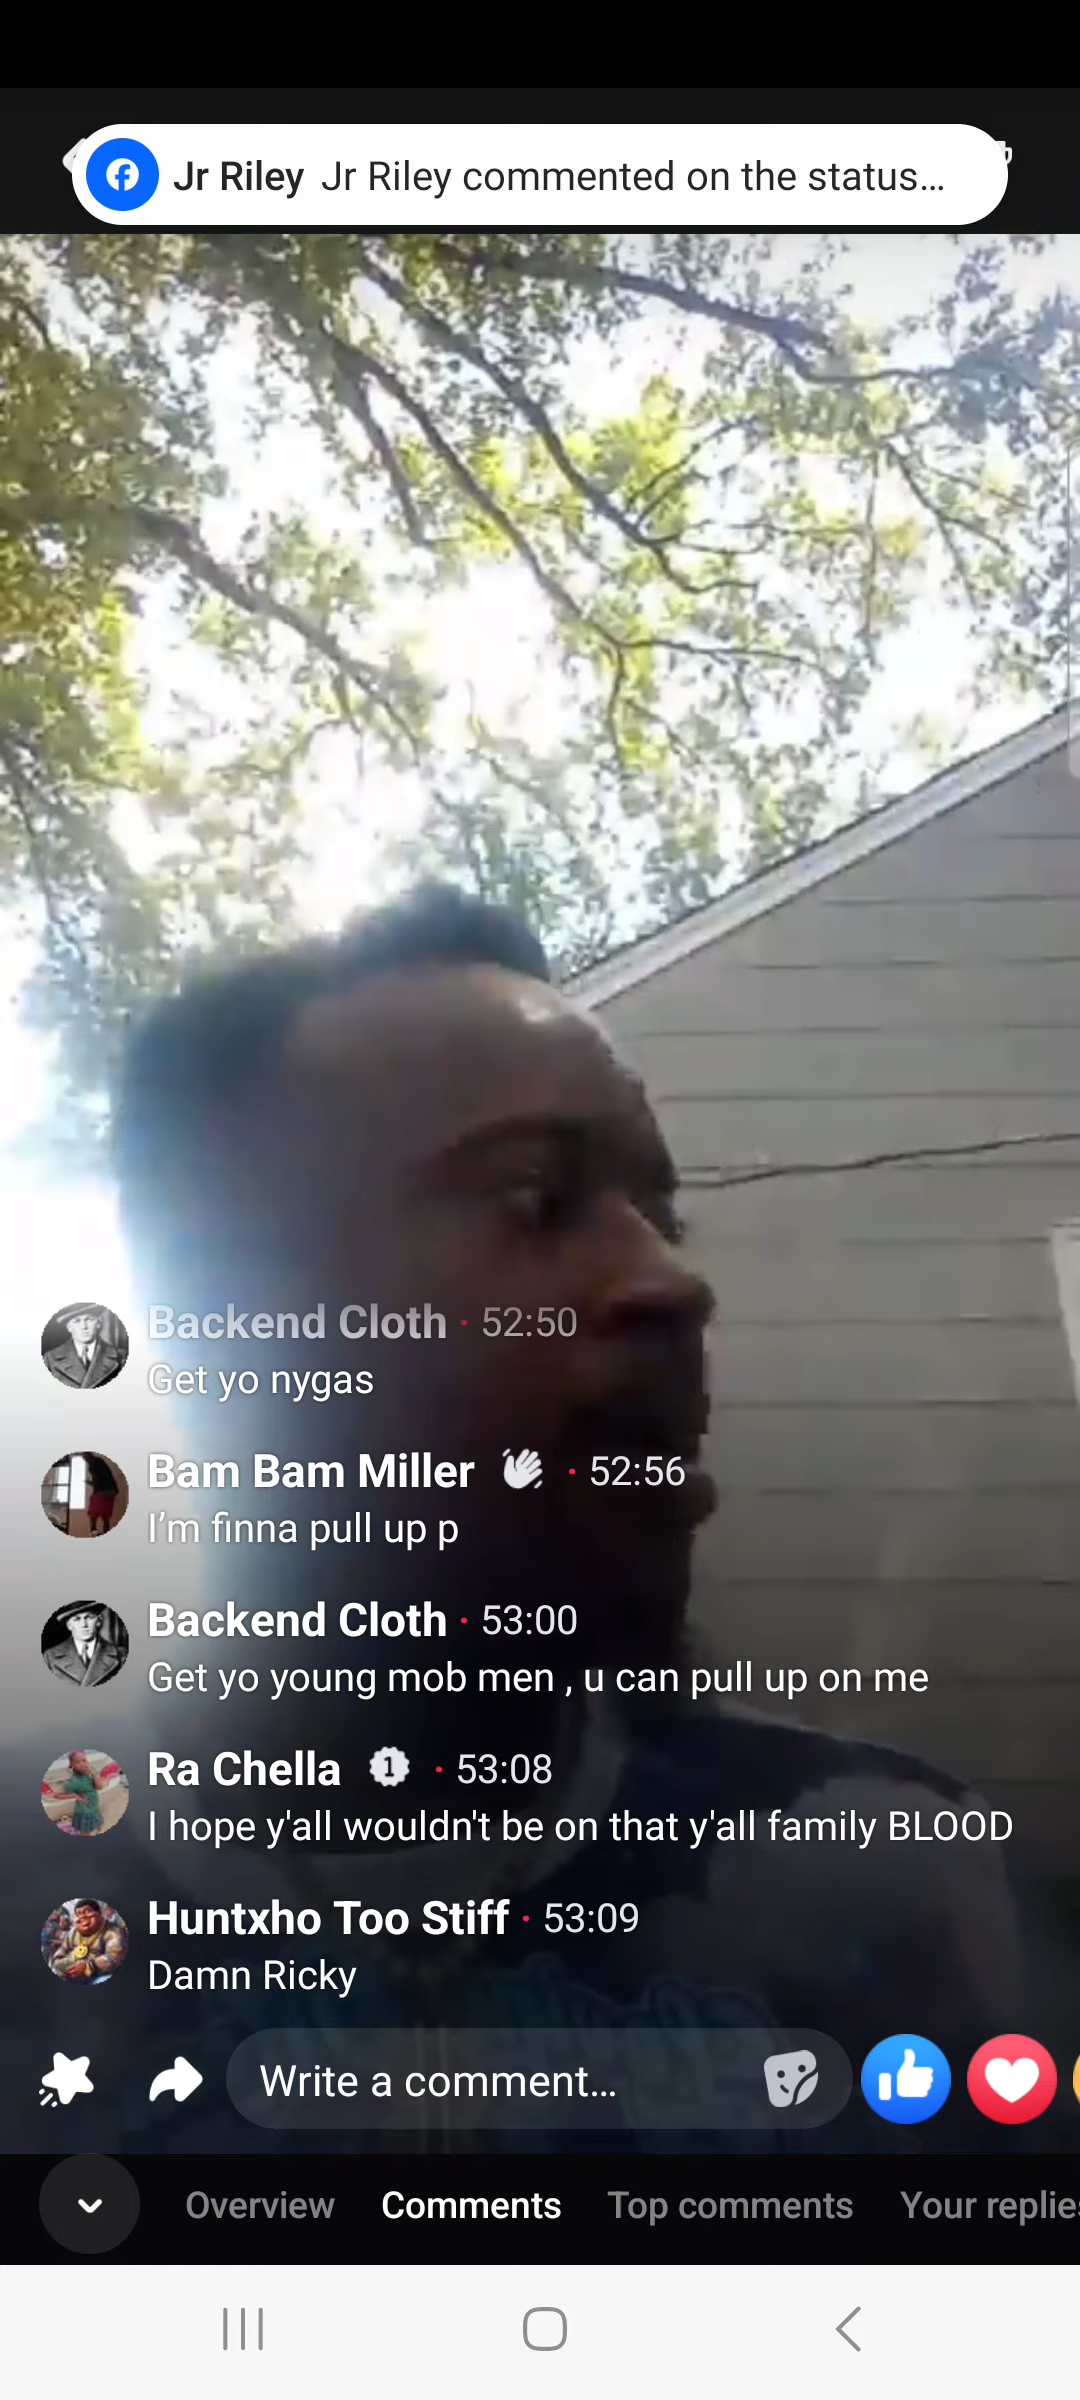 Jr Riley Jr Riley commented on the status...
Backend Cloth · 52:50
Get yo nygas
Bam Bam Miller · 52:56
I'm finna pull up p
Backend Cloth · 53:00
Get yo young mob men , u can pull up on me
Ra Chella 1 · 53:08
I hope y'all wouldn't be on that y'all family BLOOD
Huntxho Too Stiff · 53:09
Damn Ricky
Write a comment...
Overview Comments Top comments Your replies